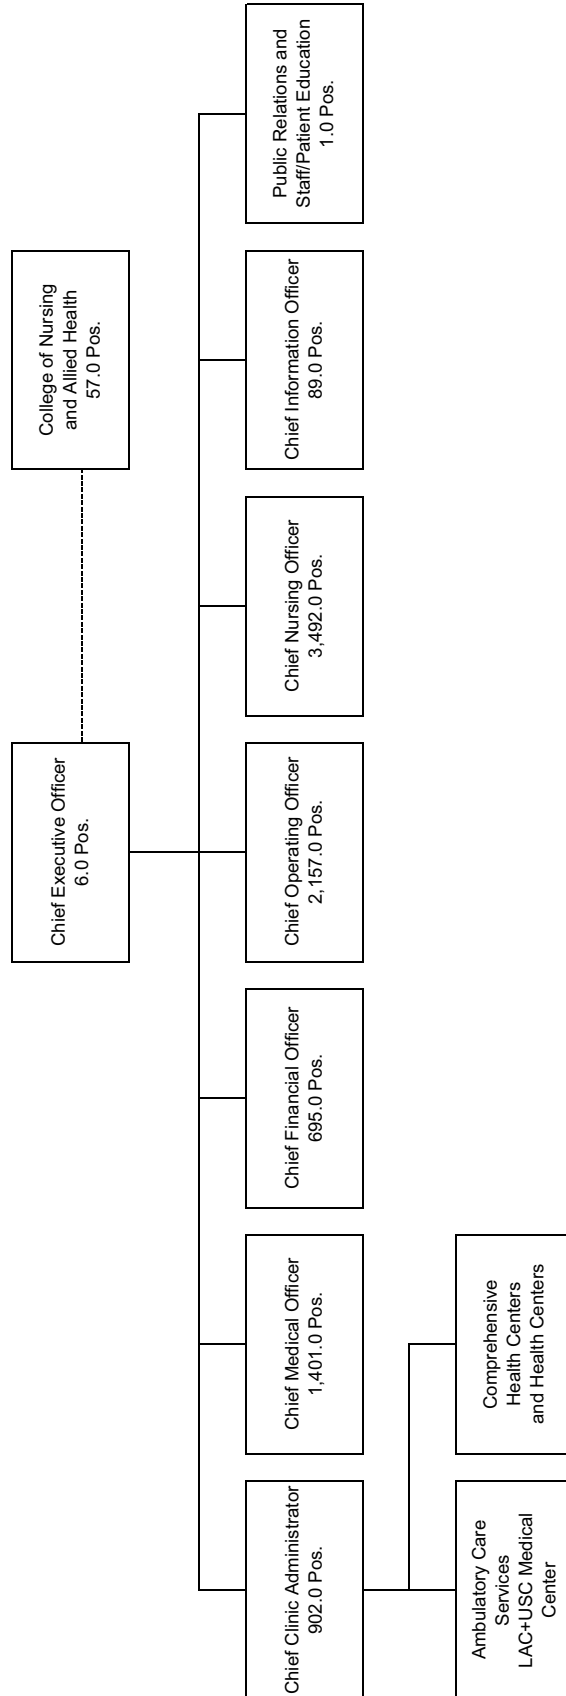 Chief Executive Officer
6.0 Pos.
College of Nursing
and Allied Health
57.0 Pos.
Chief Clinic Administrator
902.0 Pos.
Chief Medical Officer
1,401.0 Pos.
Chief Financial Officer
695.0 Pos.
Chief Operating Officer
2,157.0 Pos.
Chief Nursing Officer
3,492.0 Pos.
Chief Information Officer
89.0 Pos.
Public Relations and
Staff/Patient Education
1.0 Pos.
Ambulatory Care
Services
LAC+USC Medical
Center
Comprehensive
Health Centers
and Health Centers